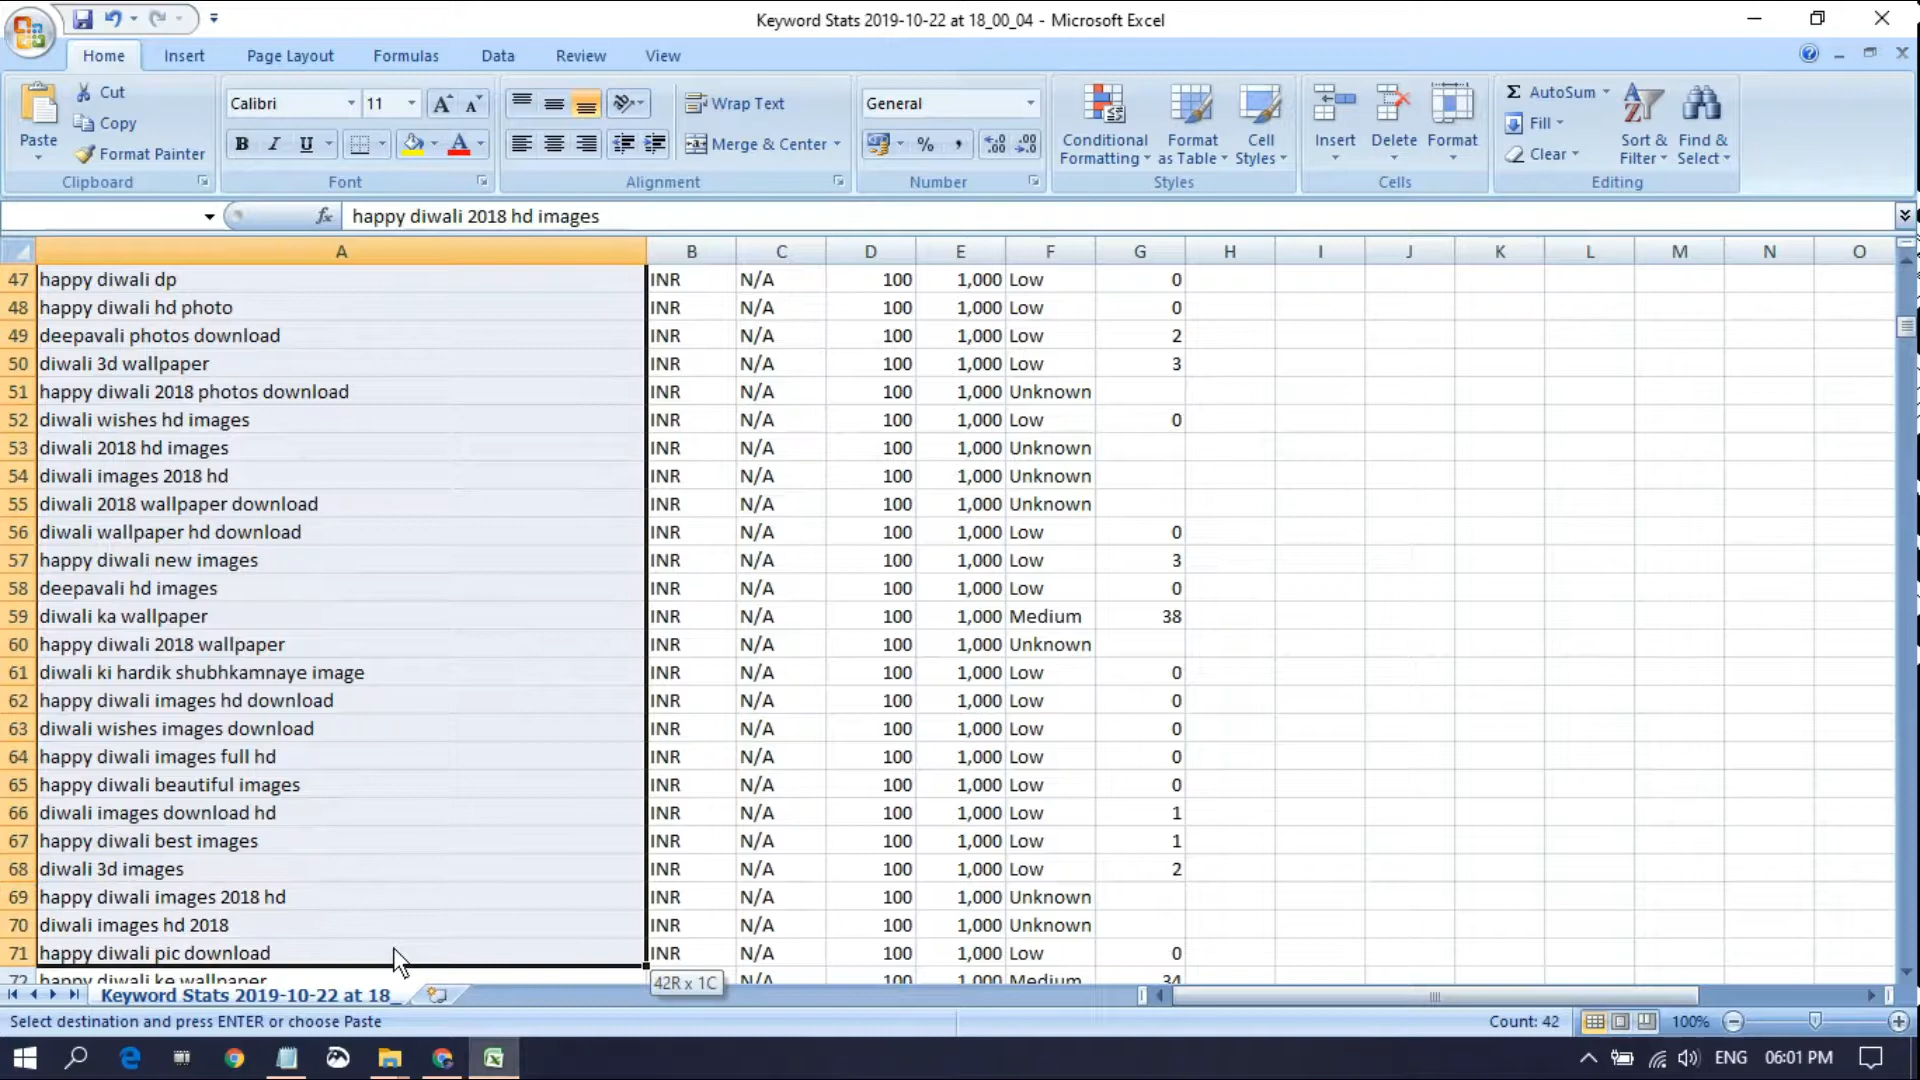 Keyword Stats 2019-10-22 at 18_00_04 - Microsoft Excel
Home Insert Page Layout Formulas Data Review View
Paste
Cut
Copy
Format Painter
Clipboard
Calibri 11
B I U
Font
Wrap Text
Merge & Center
Alignment
General
% ,
Number
Conditional Formatting
Format as Table
Cell Styles
Styles
Insert
Delete
Format
Cells
Σ AutoSum
Fill
Clear
Sort & Filter
Find & Select
Editing
fx happy diwali 2018 hd images
A B C D E F G H I J K L M N O
47 happy diwali dp INR N/A 100 1,000 Low 0
48 happy diwali hd photo INR N/A 100 1,000 Low 0
49 deepavali photos download INR N/A 100 1,000 Low 2
50 diwali 3d wallpaper INR N/A 100 1,000 Low 3
51 happy diwali 2018 photos download INR N/A 100 1,000 Unknown
52 diwali wishes hd images INR N/A 100 1,000 Low 0
53 diwali 2018 hd images INR N/A 100 1,000 Unknown
54 diwali images 2018 hd INR N/A 100 1,000 Unknown
55 diwali 2018 wallpaper download INR N/A 100 1,000 Unknown
56 diwali wallpaper hd download INR N/A 100 1,000 Low 0
57 happy diwali new images INR N/A 100 1,000 Low 3
58 deepavali hd images INR N/A 100 1,000 Low 0
59 diwali ka wallpaper INR N/A 100 1,000 Medium 38
60 happy diwali 2018 wallpaper INR N/A 100 1,000 Unknown
61 diwali ki hardik shubhkamnaye image INR N/A 100 1,000 Low 0
62 happy diwali images hd download INR N/A 100 1,000 Low 0
63 diwali wishes images download INR N/A 100 1,000 Low 0
64 happy diwali images full hd INR N/A 100 1,000 Low 0
65 happy diwali beautiful images INR N/A 100 1,000 Low 0
66 diwali images download hd INR N/A 100 1,000 Low 1
67 happy diwali best images INR N/A 100 1,000 Low 1
68 diwali 3d images INR N/A 100 1,000 Low 2
69 happy diwali images 2018 hd INR N/A 100 1,000 Unknown
70 diwali images hd 2018 INR N/A 100 1,000 Unknown
71 happy diwali pic download INR N/A 100 1,000 Low 0
72 happy diwali ke wallpaper N/A 100 1,000 Medium 34
42R x 1C
Keyword Stats 2019-10-22 at 18_
Select destination and press ENTER or choose Paste Count: 42 100%
ENG 06:01 PM